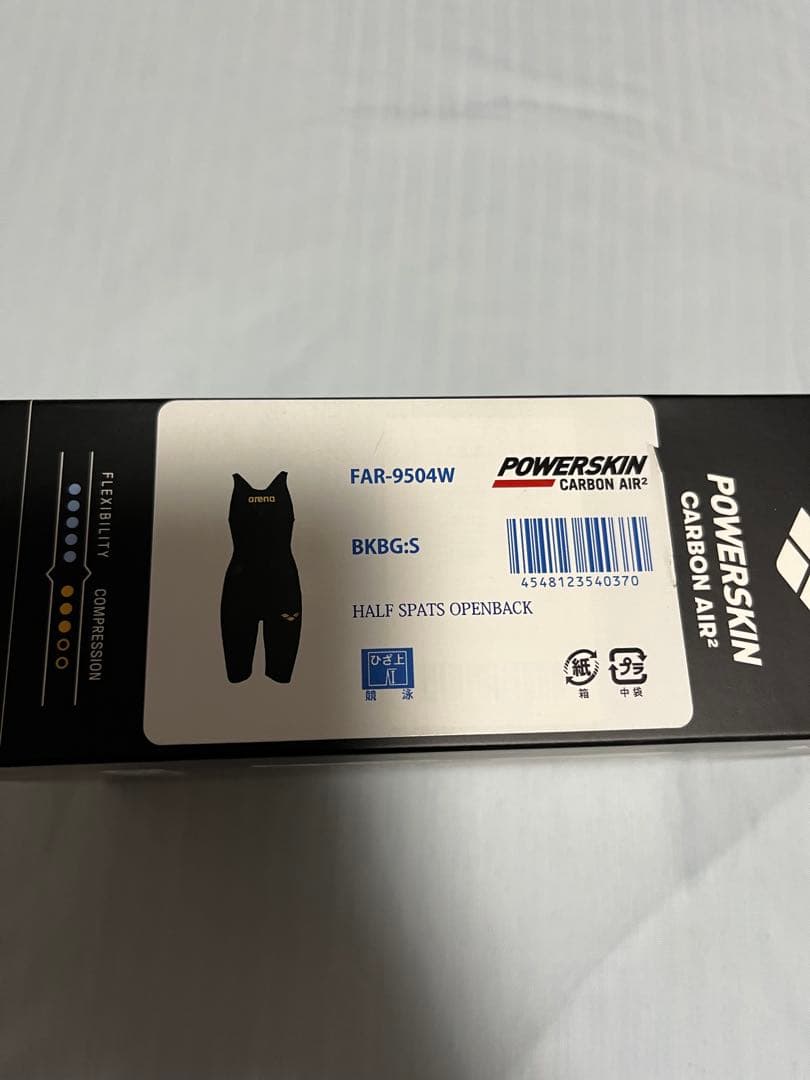 FLEXIBILITY
COMPRESSION
arena
FAR-9504W
BKBG:S
HALF SPATS OPENBACK
ひざ上
競 泳
POWERSKIN
CARBON AIR²
4548123540370
紙
箱
プラ
中袋
POWERSKIN
CARBON AIR²